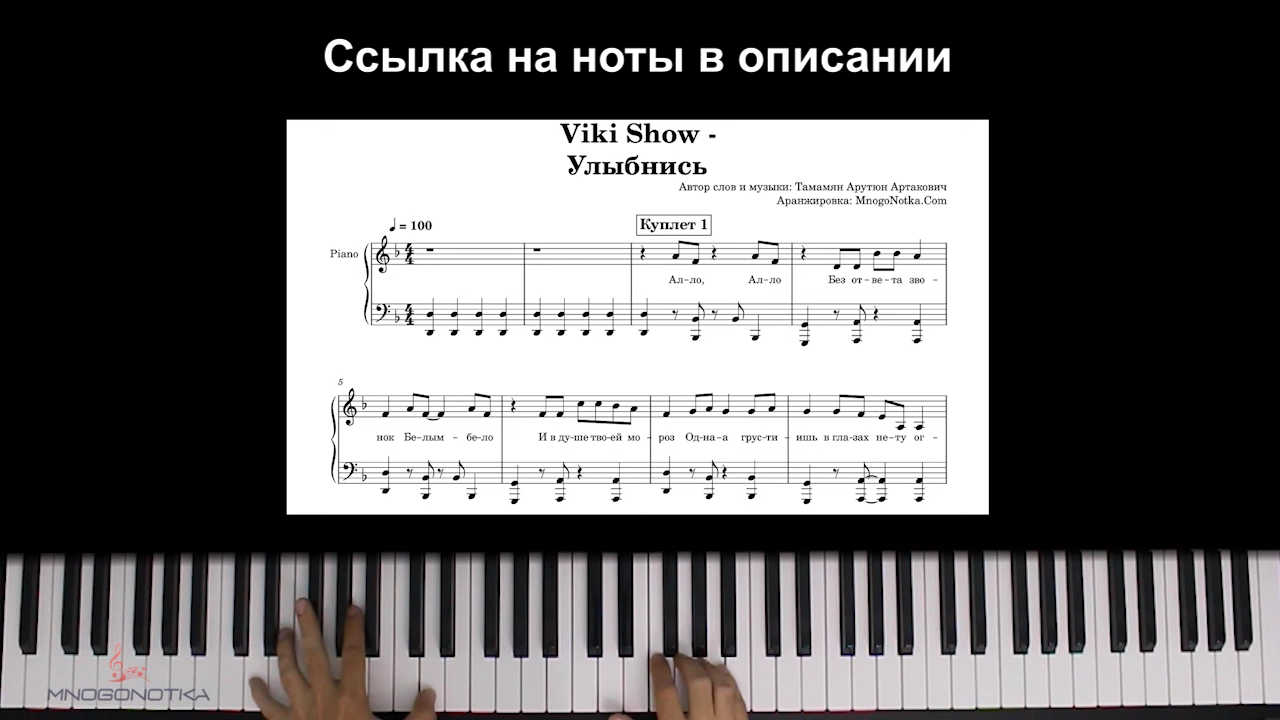 Ссылка на ноты в описании
Viki Show -
Улыбнись
Автор слов и музыки: Тамамян Арутюн Артакович
Аранжировка: MnogoNotka.Com
♩ = 100
Куплет 1
Piano
Ал-ло, Ал-ло Без от-ве-та зво -
5
нок Бе-лым - бе-ло И в ду-ше тво-ей мо - роз Од-на-а грус-ти - ишь в гла-зах не-ту ог -
MNOGONOTKA